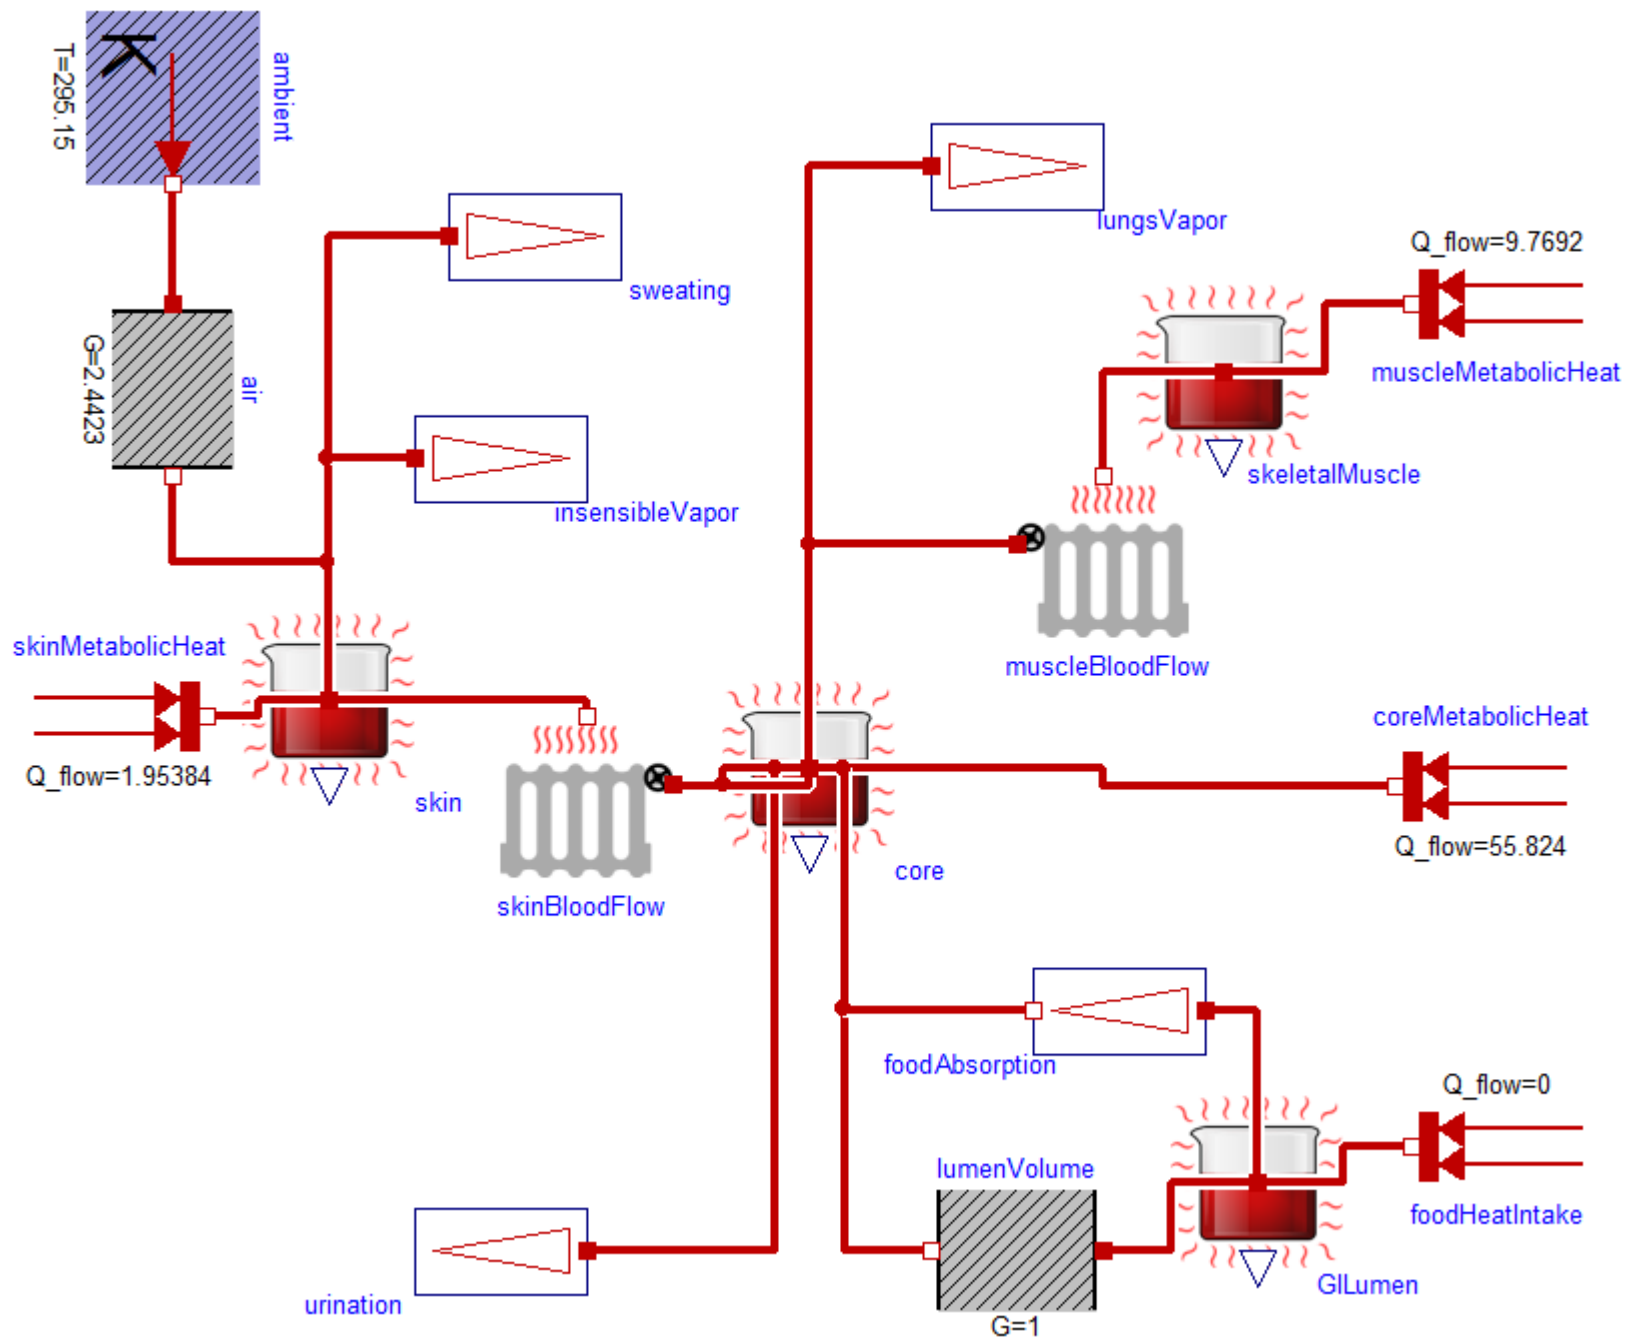 K
T=295.15
ambient
lungsVapor
Q_flow=9.7692
sweating
G=2.4423
air
muscleMetabolicHeat
skeletalMuscle
insensibleVapor
skinMetabolicHeat
muscleBloodFlow
coreMetabolicHeat
Q_flow=1.95384
skin
Q_flow=55.824
core
skinBloodFlow
foodAbsorption
Q_flow=0
lumenVolume
foodHeatIntake
GILumen
urination
G=1